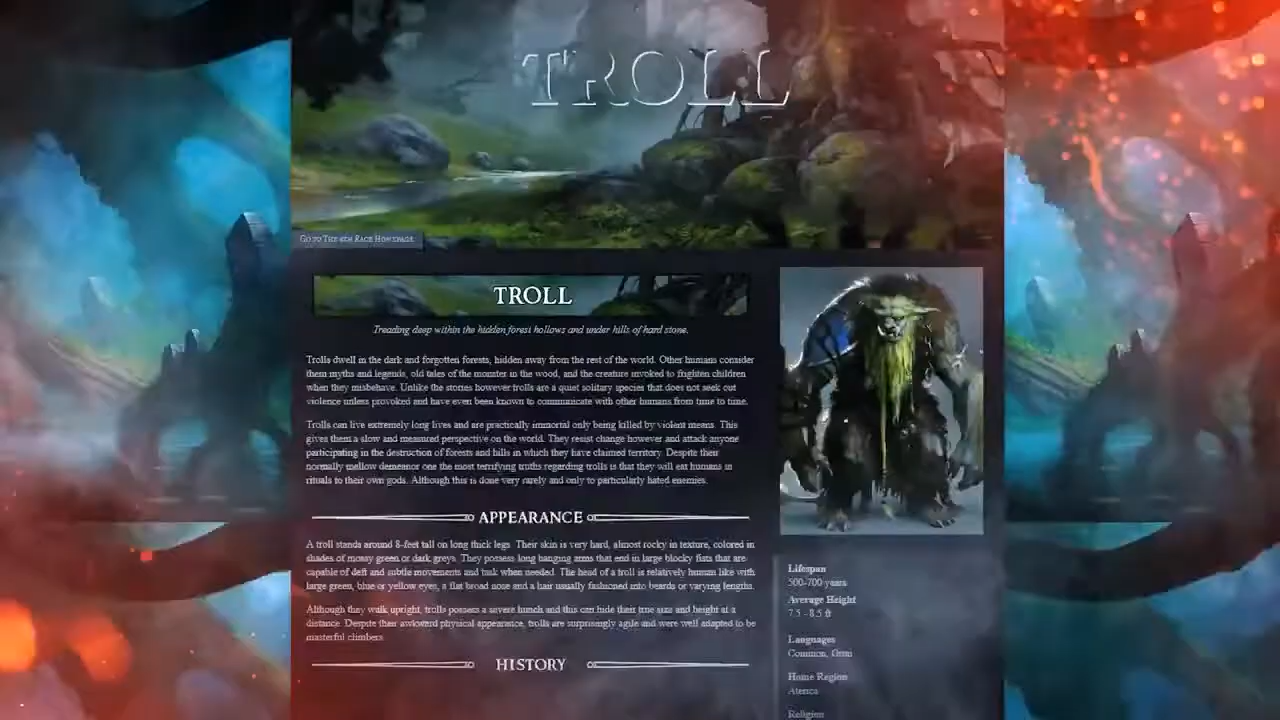 TROLL
GO TO THE 6TH RACE HOMEPAGE
TROLL
Treading deep within the hidden forest hollows and under hills of hard stone.
Trolls dwell in the dark and forgotten forests, hidden away from the rest of the world. Other humans consider
them myths and legends, old tales of the monster in the wood, and the creature invoked to frighten children
when they misbehave. Unlike the stories however trolls are a quiet solitary species that does not seek out
violence unless provoked and have even been known to communicate with other humans from time to time.
Trolls can live extremely long lives and are practically immortal only being killed by violent means. This
gives them a slow and measured perspective on the world. They resist change however and attack anyone
participating in the destruction of forests and hills in which they have claimed territory. Despite their
normally mellow demeanor one the most terrifying truths regarding trolls is that they will eat humans in
rituals to their own gods. Although this is done very rarely and only to particularly hated enemies.
APPEARANCE
A troll stands around 8-feet tall on long thick legs. Their skin is very hard, almost rocky in texture, colored in
shades of mossy green or dark greys. They possess long hanging arms that end in large blocky fists that are
capable of deft and subtle movements and task when needed. The head of a troll is relatively human like with
large green, blue or yellow eyes, a flat broad nose and a hair usually fashioned into beards or varying lengths.
Although they walk upright, trolls possess a severe hunch and this can hide their true size and height at a
distance. Despite their awkward physical appearance, trolls are surprisingly agile and were well adapted to be
masterful climbers.
HISTORY
Lifespan
500-700 years
Average Height
7.5 - 8.5 ft
Languages
Common,
Home Region
Aterica
Religion